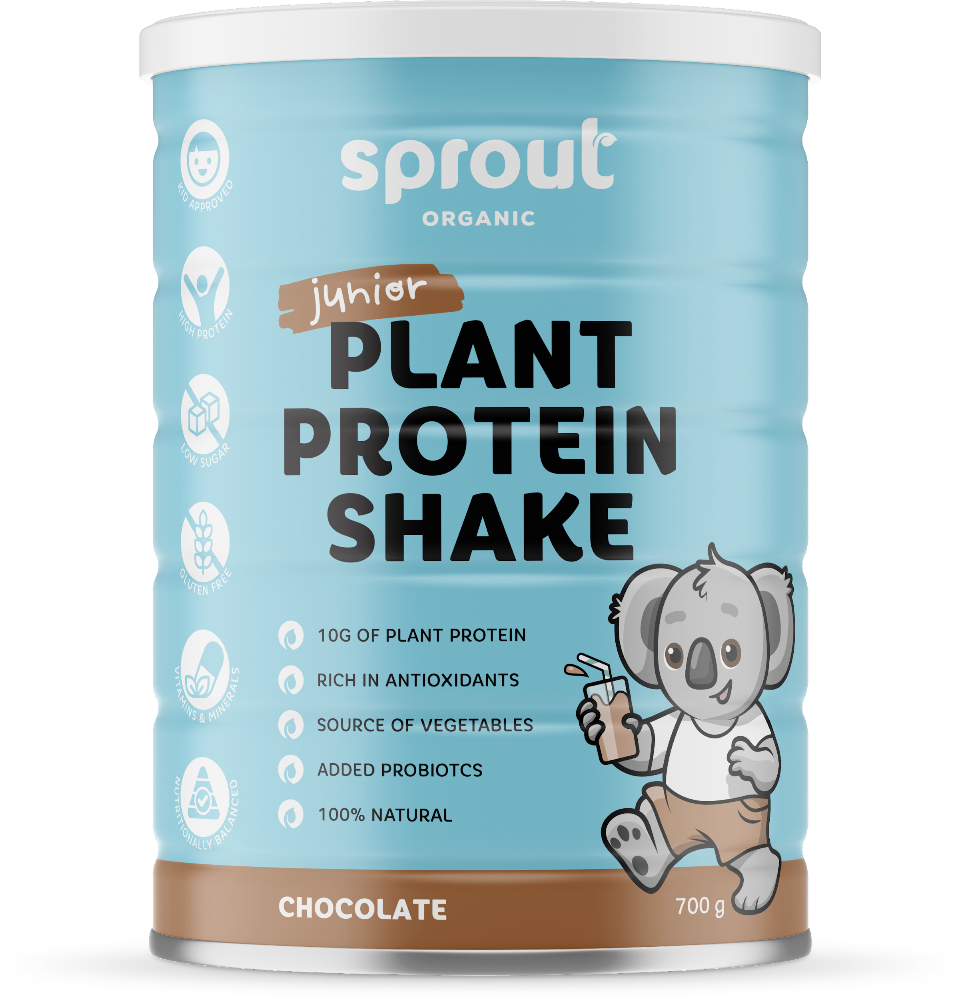 sprout
ORGANIC
junior
PLANT
PROTEIN
SHAKE
KID APPROVED
HIGH PROTEIN
LOW SUGAR
GLUTEN FREE
VITAMINS & MINERALS
NUTRITIONALLY BALANCED
10G OF PLANT PROTEIN
RICH IN ANTIOXIDANTS
SOURCE OF VEGETABLES
ADDED PROBIOTCS
100% NATURAL
CHOCOLATE
700 g